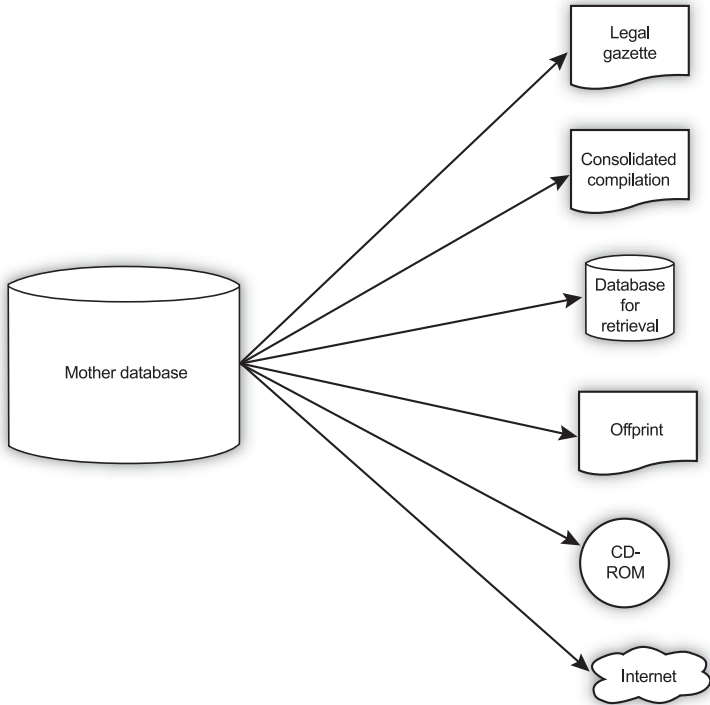 Legal
gazette
Consolidated
compilation
Database
for
retrieval
Mother database
Offprint
CD-
ROM
Internet